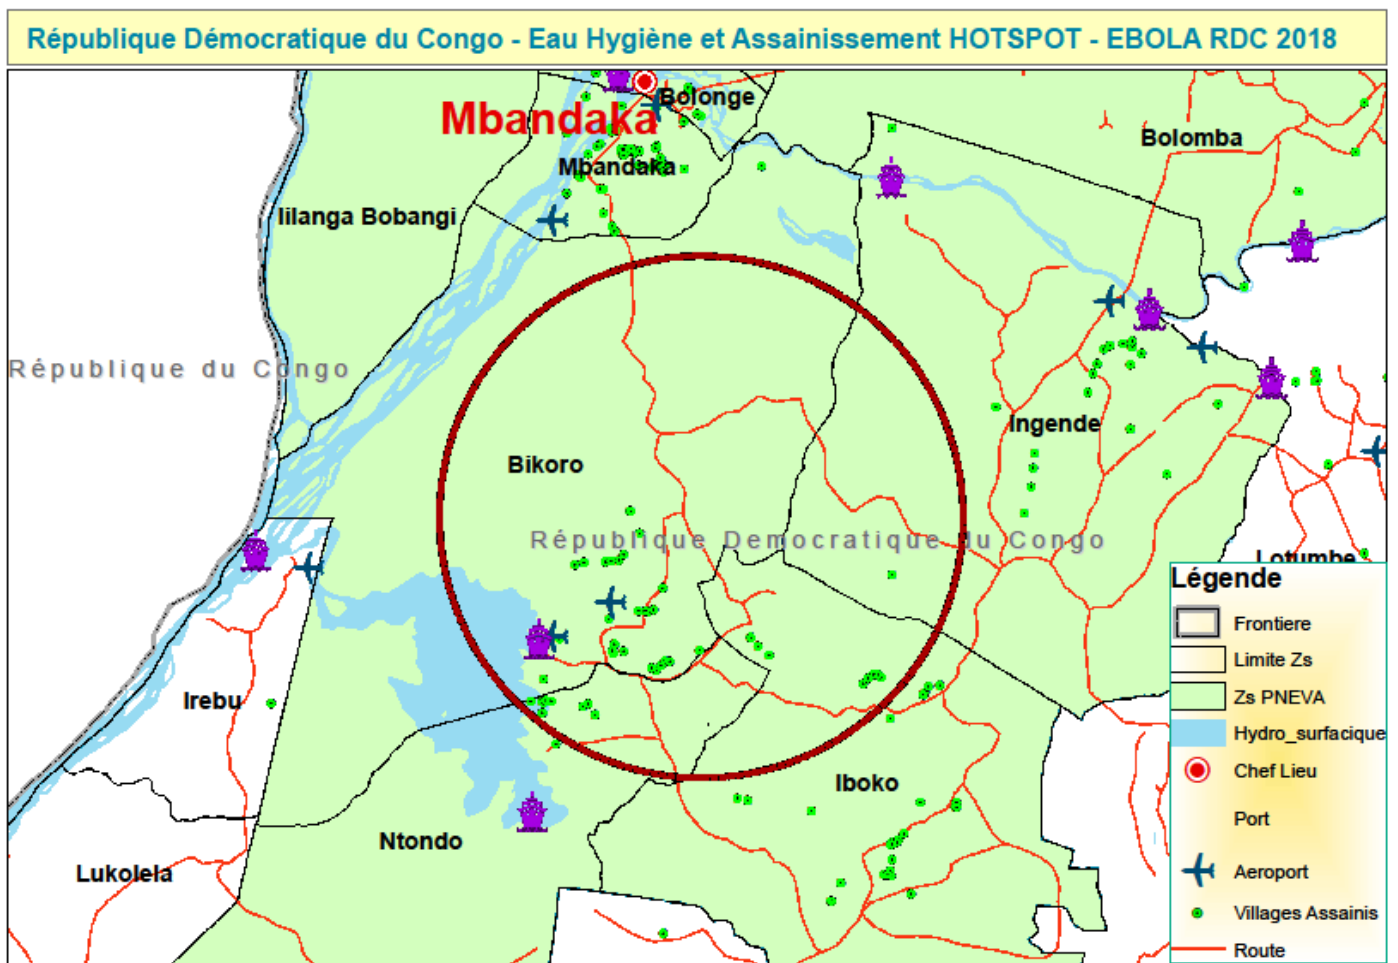 République Démocratique du Congo - Eau Hygiène et Assainissement HOTSPOT - EBOLA RDC 2018
Bolonge
Mbandaka
Bolomba
Mbandaka
Iilanga Bobangi
République du Congo
Ingende
Bikoro
République Democratique du Congo
Lotumbe
Irebu
Iboko
Ntondo
Lukolela
Légende
Frontiere
Limite Zs
Zs PNEVA
Hydro_surfacique
Chef Lieu
Port
Aeroport
Villages Assainis
Route